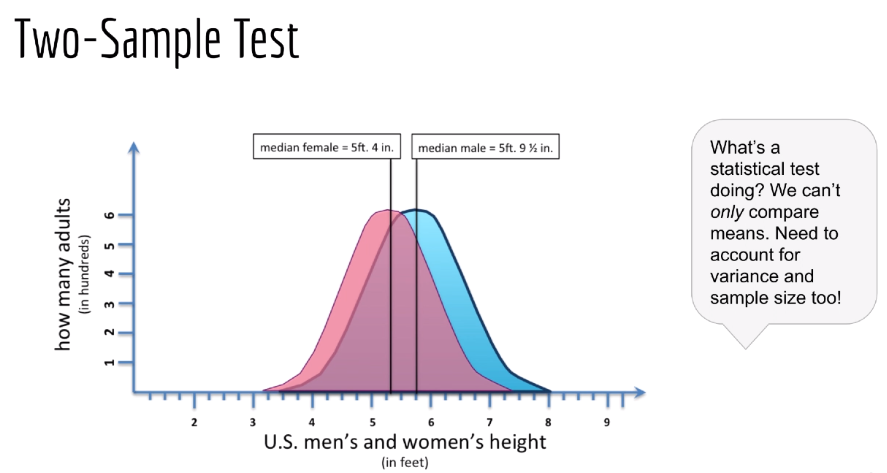 Two-Sample Test
median female = 5ft. 4 in.
median male = 5ft. 9 ½ in.
What's a
statistical test
doing? We can't
only compare
means. Need to
account for
variance and
sample size too!
how many adults
(in hundreds)
6
5
4
3
2
1
2 3 4 5 6 7 8 9
U.S. men's and women's height
(in feet)